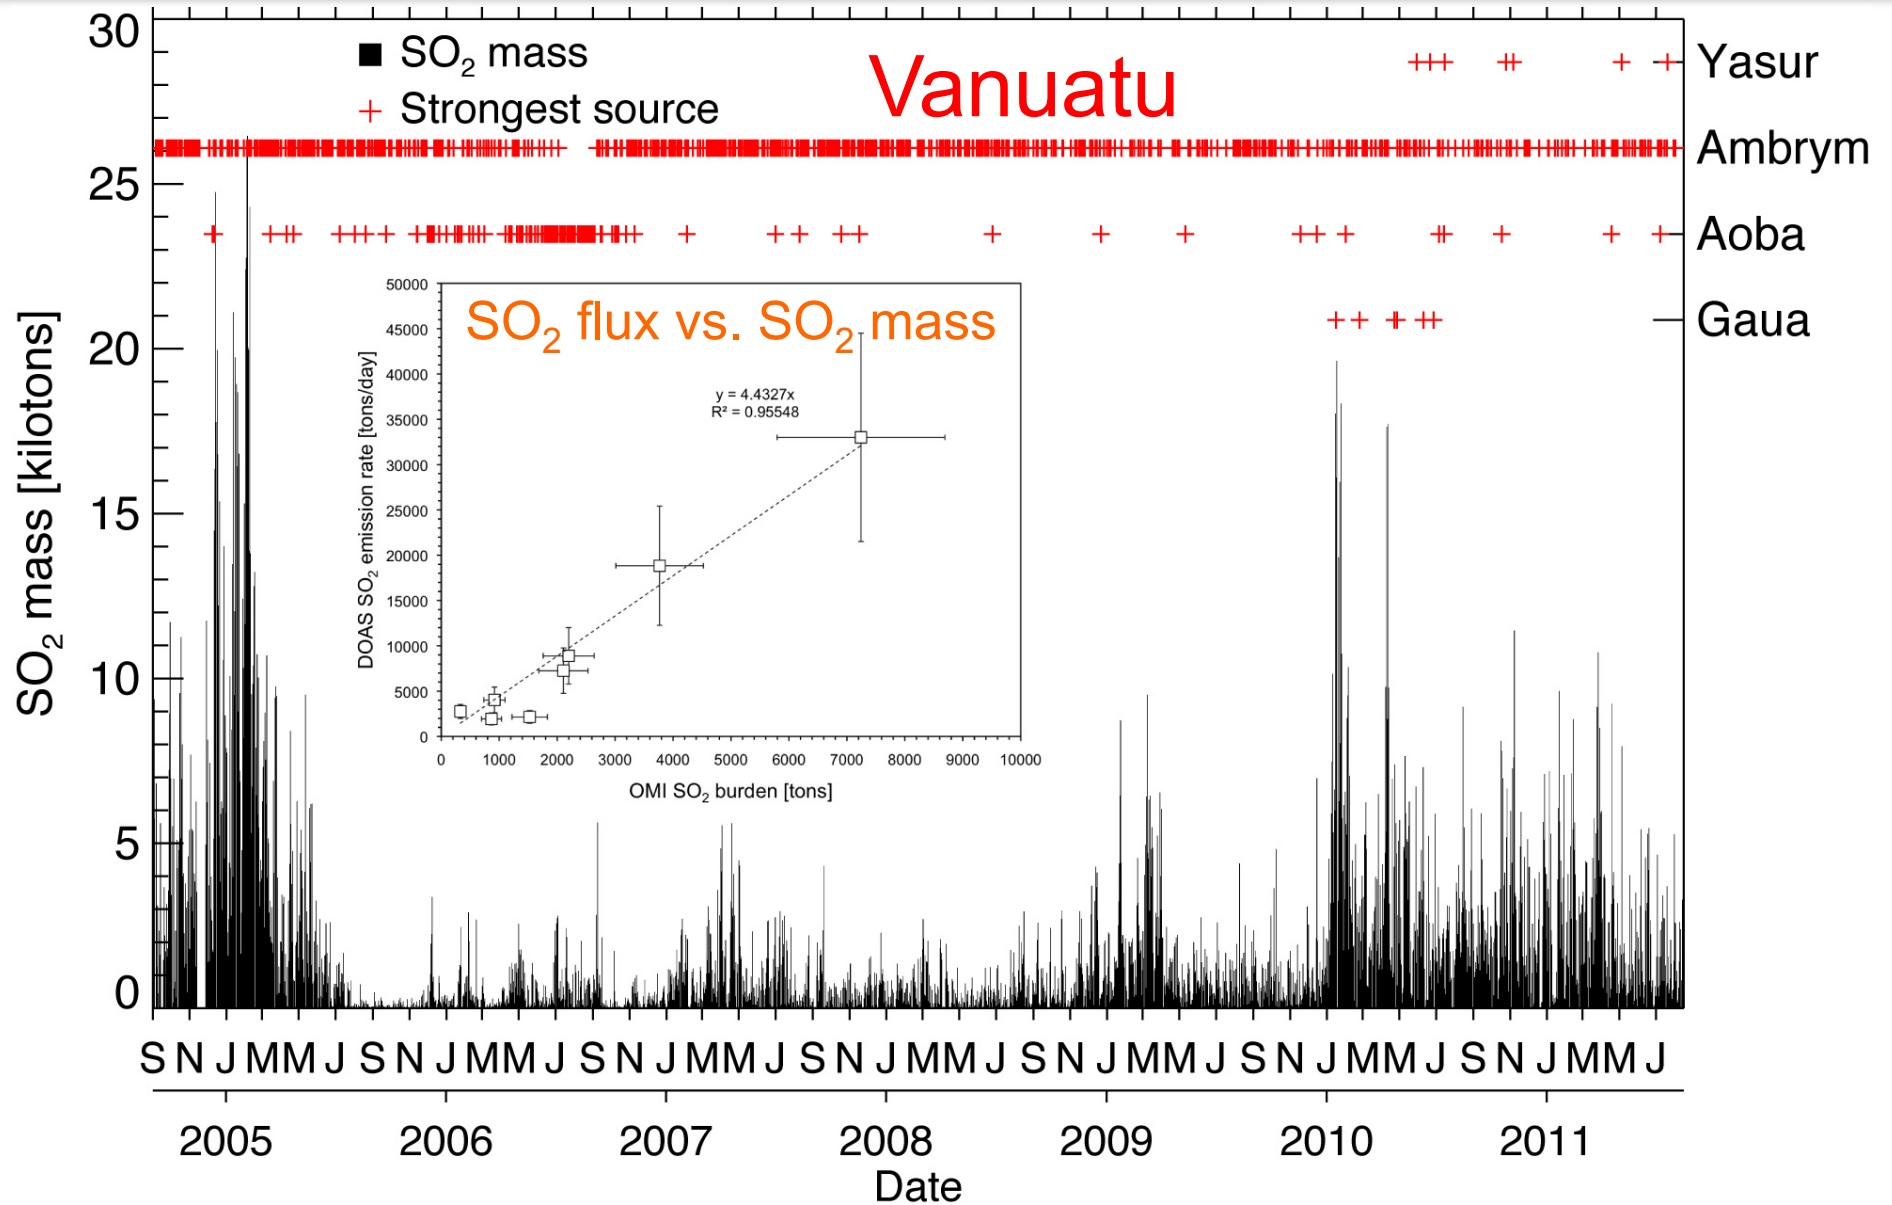 Vanuatu
SO₂ mass
Strongest source
Yasur
Ambrym
Aoba
Gaua
30
25
20
15
10
5
0
SO₂ mass [kilotons]
SO₂ flux vs. SO₂ mass
y = 4.4327x
R² = 0.95548
50000
45000
40000
35000
30000
25000
20000
15000
10000
5000
0
DOAS SO₂ emission rate [tons/day]
0 1000 2000 3000 4000 5000 6000 7000 8000 9000 10000
OMI SO₂ burden [tons]
S N J M M J S N J M M J S N J M M J S N J M M J S N J M M J S N J M M J S N J M M J
2005 2006 2007 2008 2009 2010 2011
Date